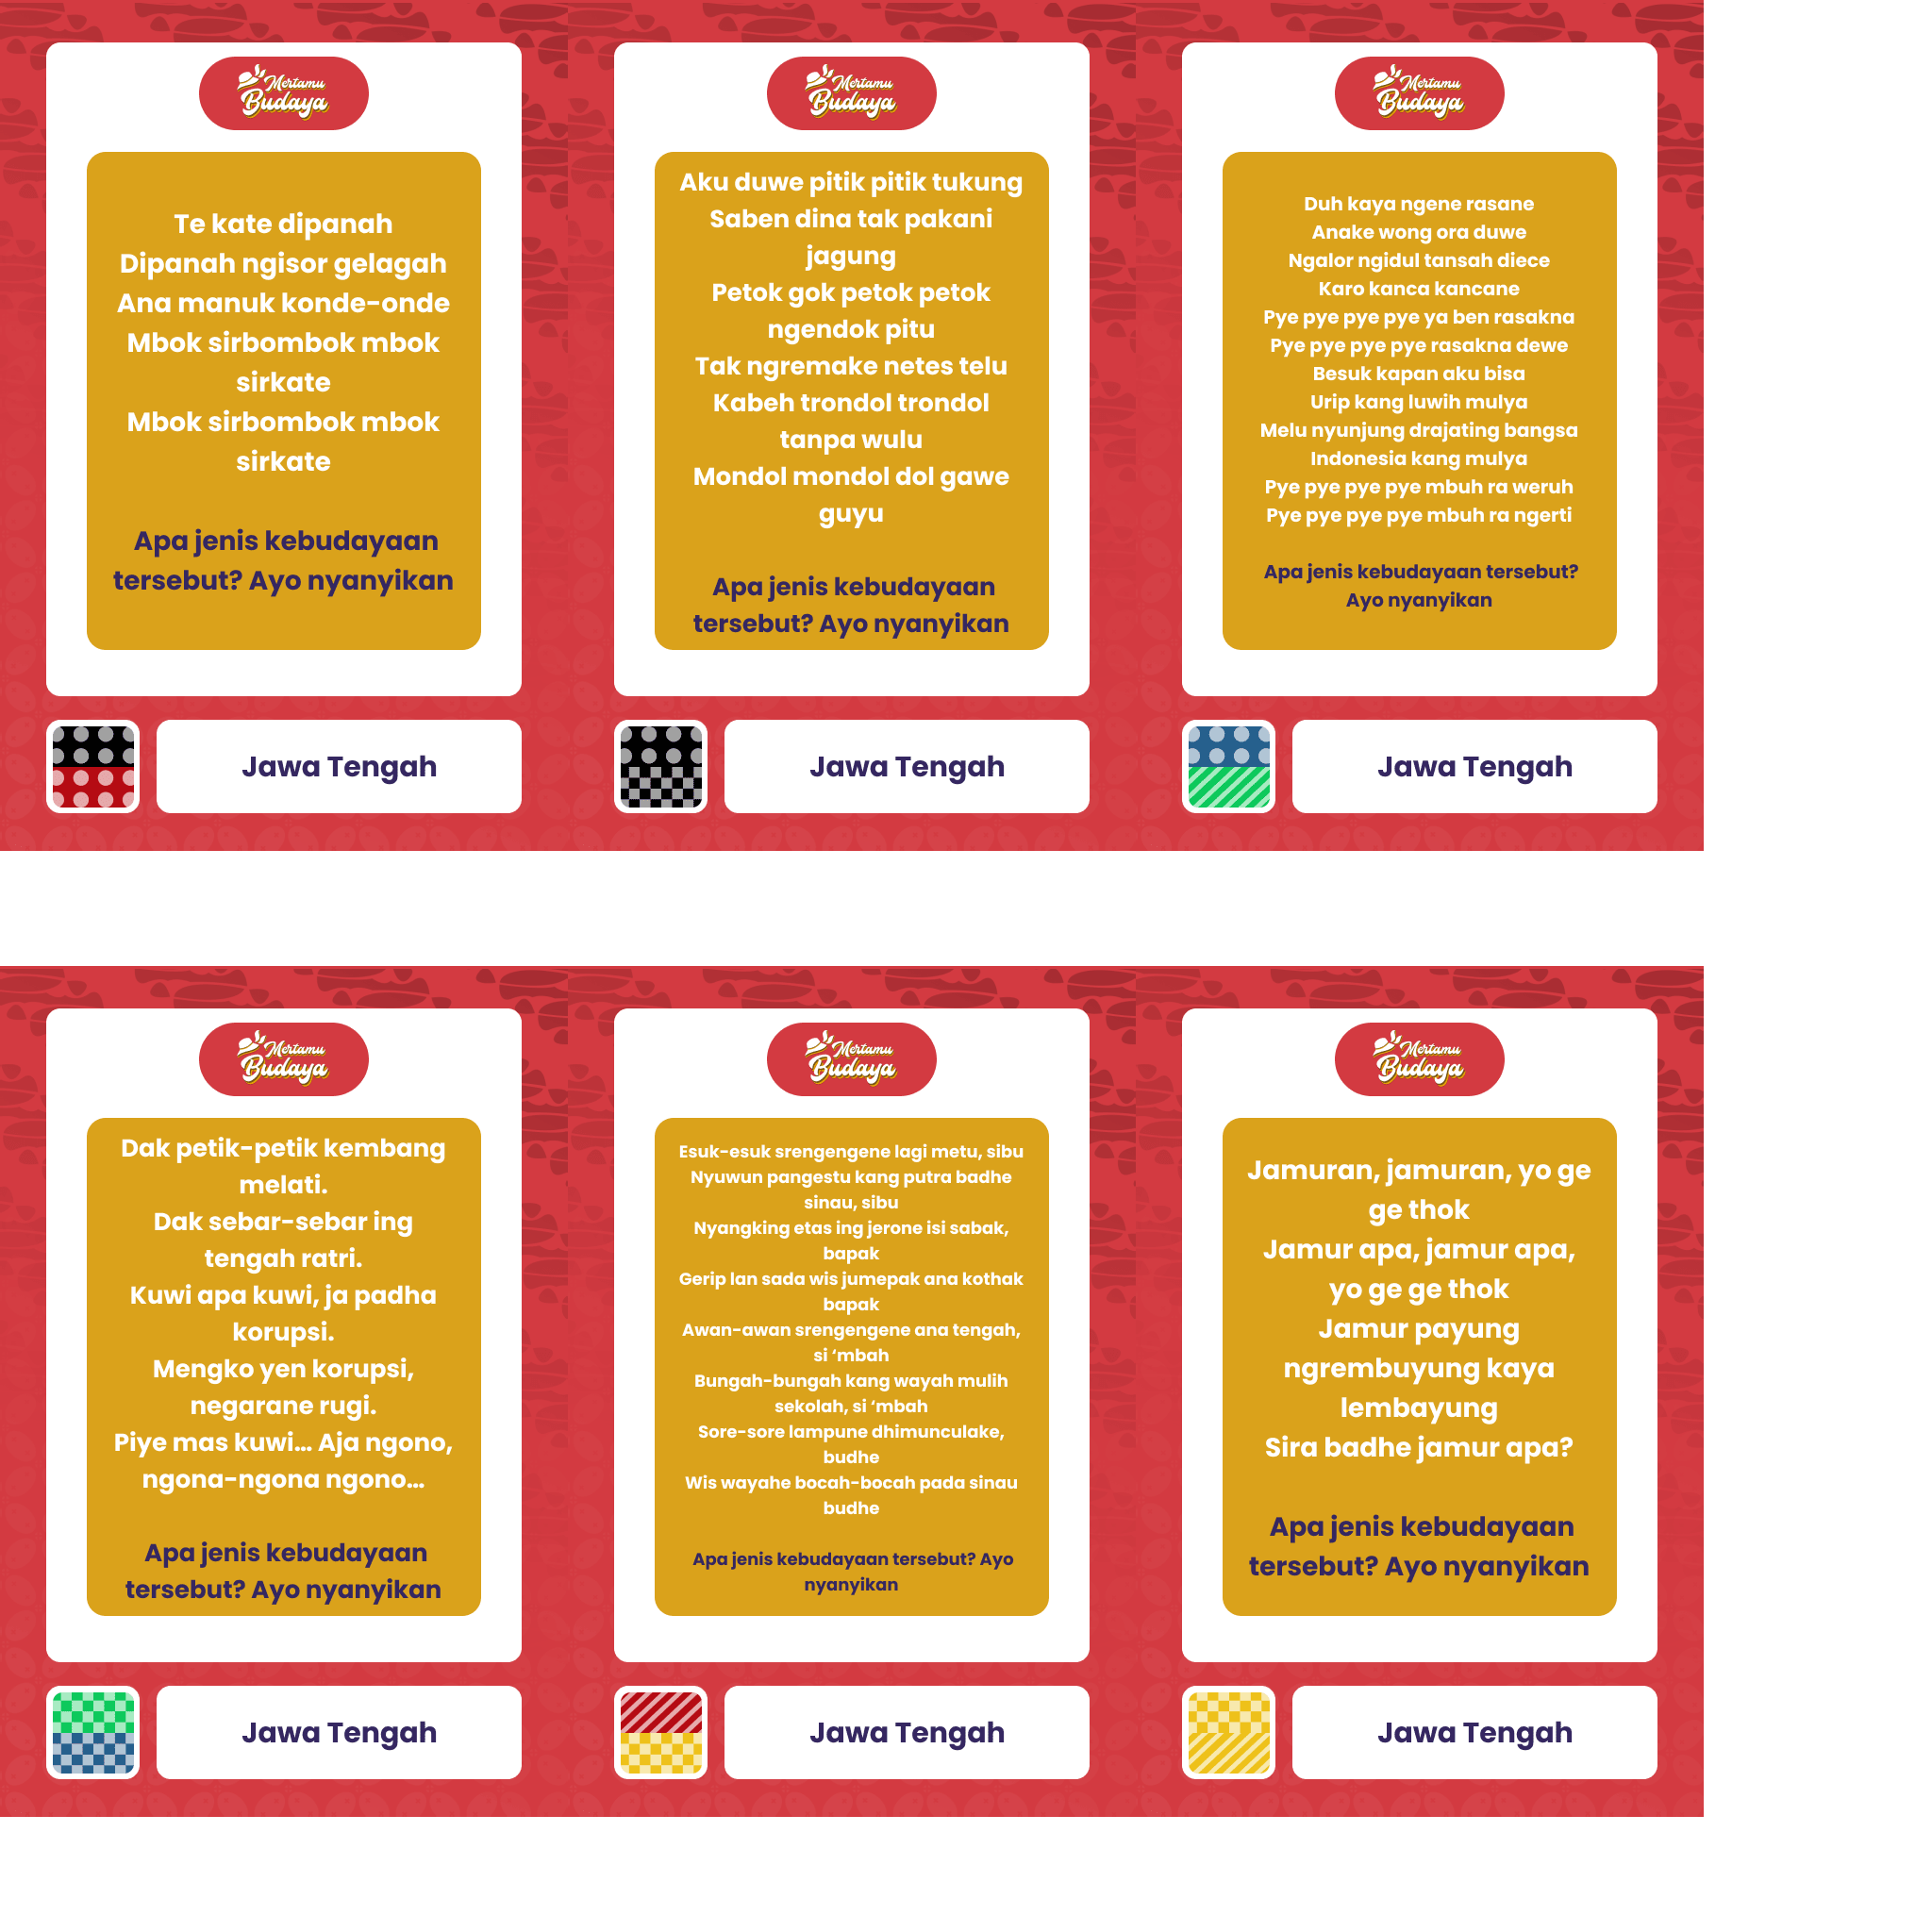 Mertamu
Budaya
Te kate dipanah
Dipanah ngisor gelagah
Ana manuk konde-onde
Mbok sirbombok mbok
sirkate
Mbok sirbombok mbok
sirkate
Apa jenis kebudayaan
tersebut? Ayo nyanyikan
Jawa Tengah
Mertamu
Budaya
Aku duwe pitik pitik tukung
Saben dina tak pakani
jagung
Petok gok petok petok
ngendok pitu
Tak ngremake netes telu
Kabeh trondol trondol
tanpa wulu
Mondol mondol dol gawe
guyu
Apa jenis kebudayaan
tersebut? Ayo nyanyikan
Jawa Tengah
Mertamu
Budaya
Duh kaya ngene rasane
Anake wong ora duwe
Ngalor ngidul tansah diece
Karo kanca kancane
Pye pye pye pye ya ben rasakna
Pye pye pye pye rasakna dewe
Besuk kapan aku bisa
Urip kang luwih mulya
Melu nyunjung drajating bangsa
Indonesia kang mulya
Pye pye pye pye mbuh ra weruh
Pye pye pye pye mbuh ra ngerti
Apa jenis kebudayaan tersebut?
Ayo nyanyikan
Jawa Tengah
Mertamu
Budaya
Dak petik-petik kembang
melati.
Dak sebar-sebar ing
tengah ratri.
Kuwi apa kuwi, ja padha
korupsi.
Mengko yen korupsi,
negarane rugi.
Piye mas kuwi... Aja ngono,
ngona-ngona ngono...
Apa jenis kebudayaan
tersebut? Ayo nyanyikan
Jawa Tengah
Mertamu
Budaya
Esuk-esuk srengengene lagi metu, sibu
Nyuwun pangestu kang putra badhe
sinau, sibu
Nyangking etas ing jerone isi sabak,
bapak
Gerip lan sada wis jumepak ana kothak
bapak
Awan-awan srengengene ana tengah,
si ‘mbah
Bungah-bungah kang wayah mulih
sekolah, si ‘mbah
Sore-sore lampune dhimunculake,
budhe
Wis wayahe bocah-bocah pada sinau
budhe
Apa jenis kebudayaan tersebut? Ayo
nyanyikan
Jawa Tengah
Mertamu
Budaya
Jamuran, jamuran, yo ge
ge thok
Jamur apa, jamur apa,
yo ge ge thok
Jamur payung
ngrembuyung kaya
lembayung
Sira badhe jamur apa?
Apa jenis kebudayaan
tersebut? Ayo nyanyikan
Jawa Tengah